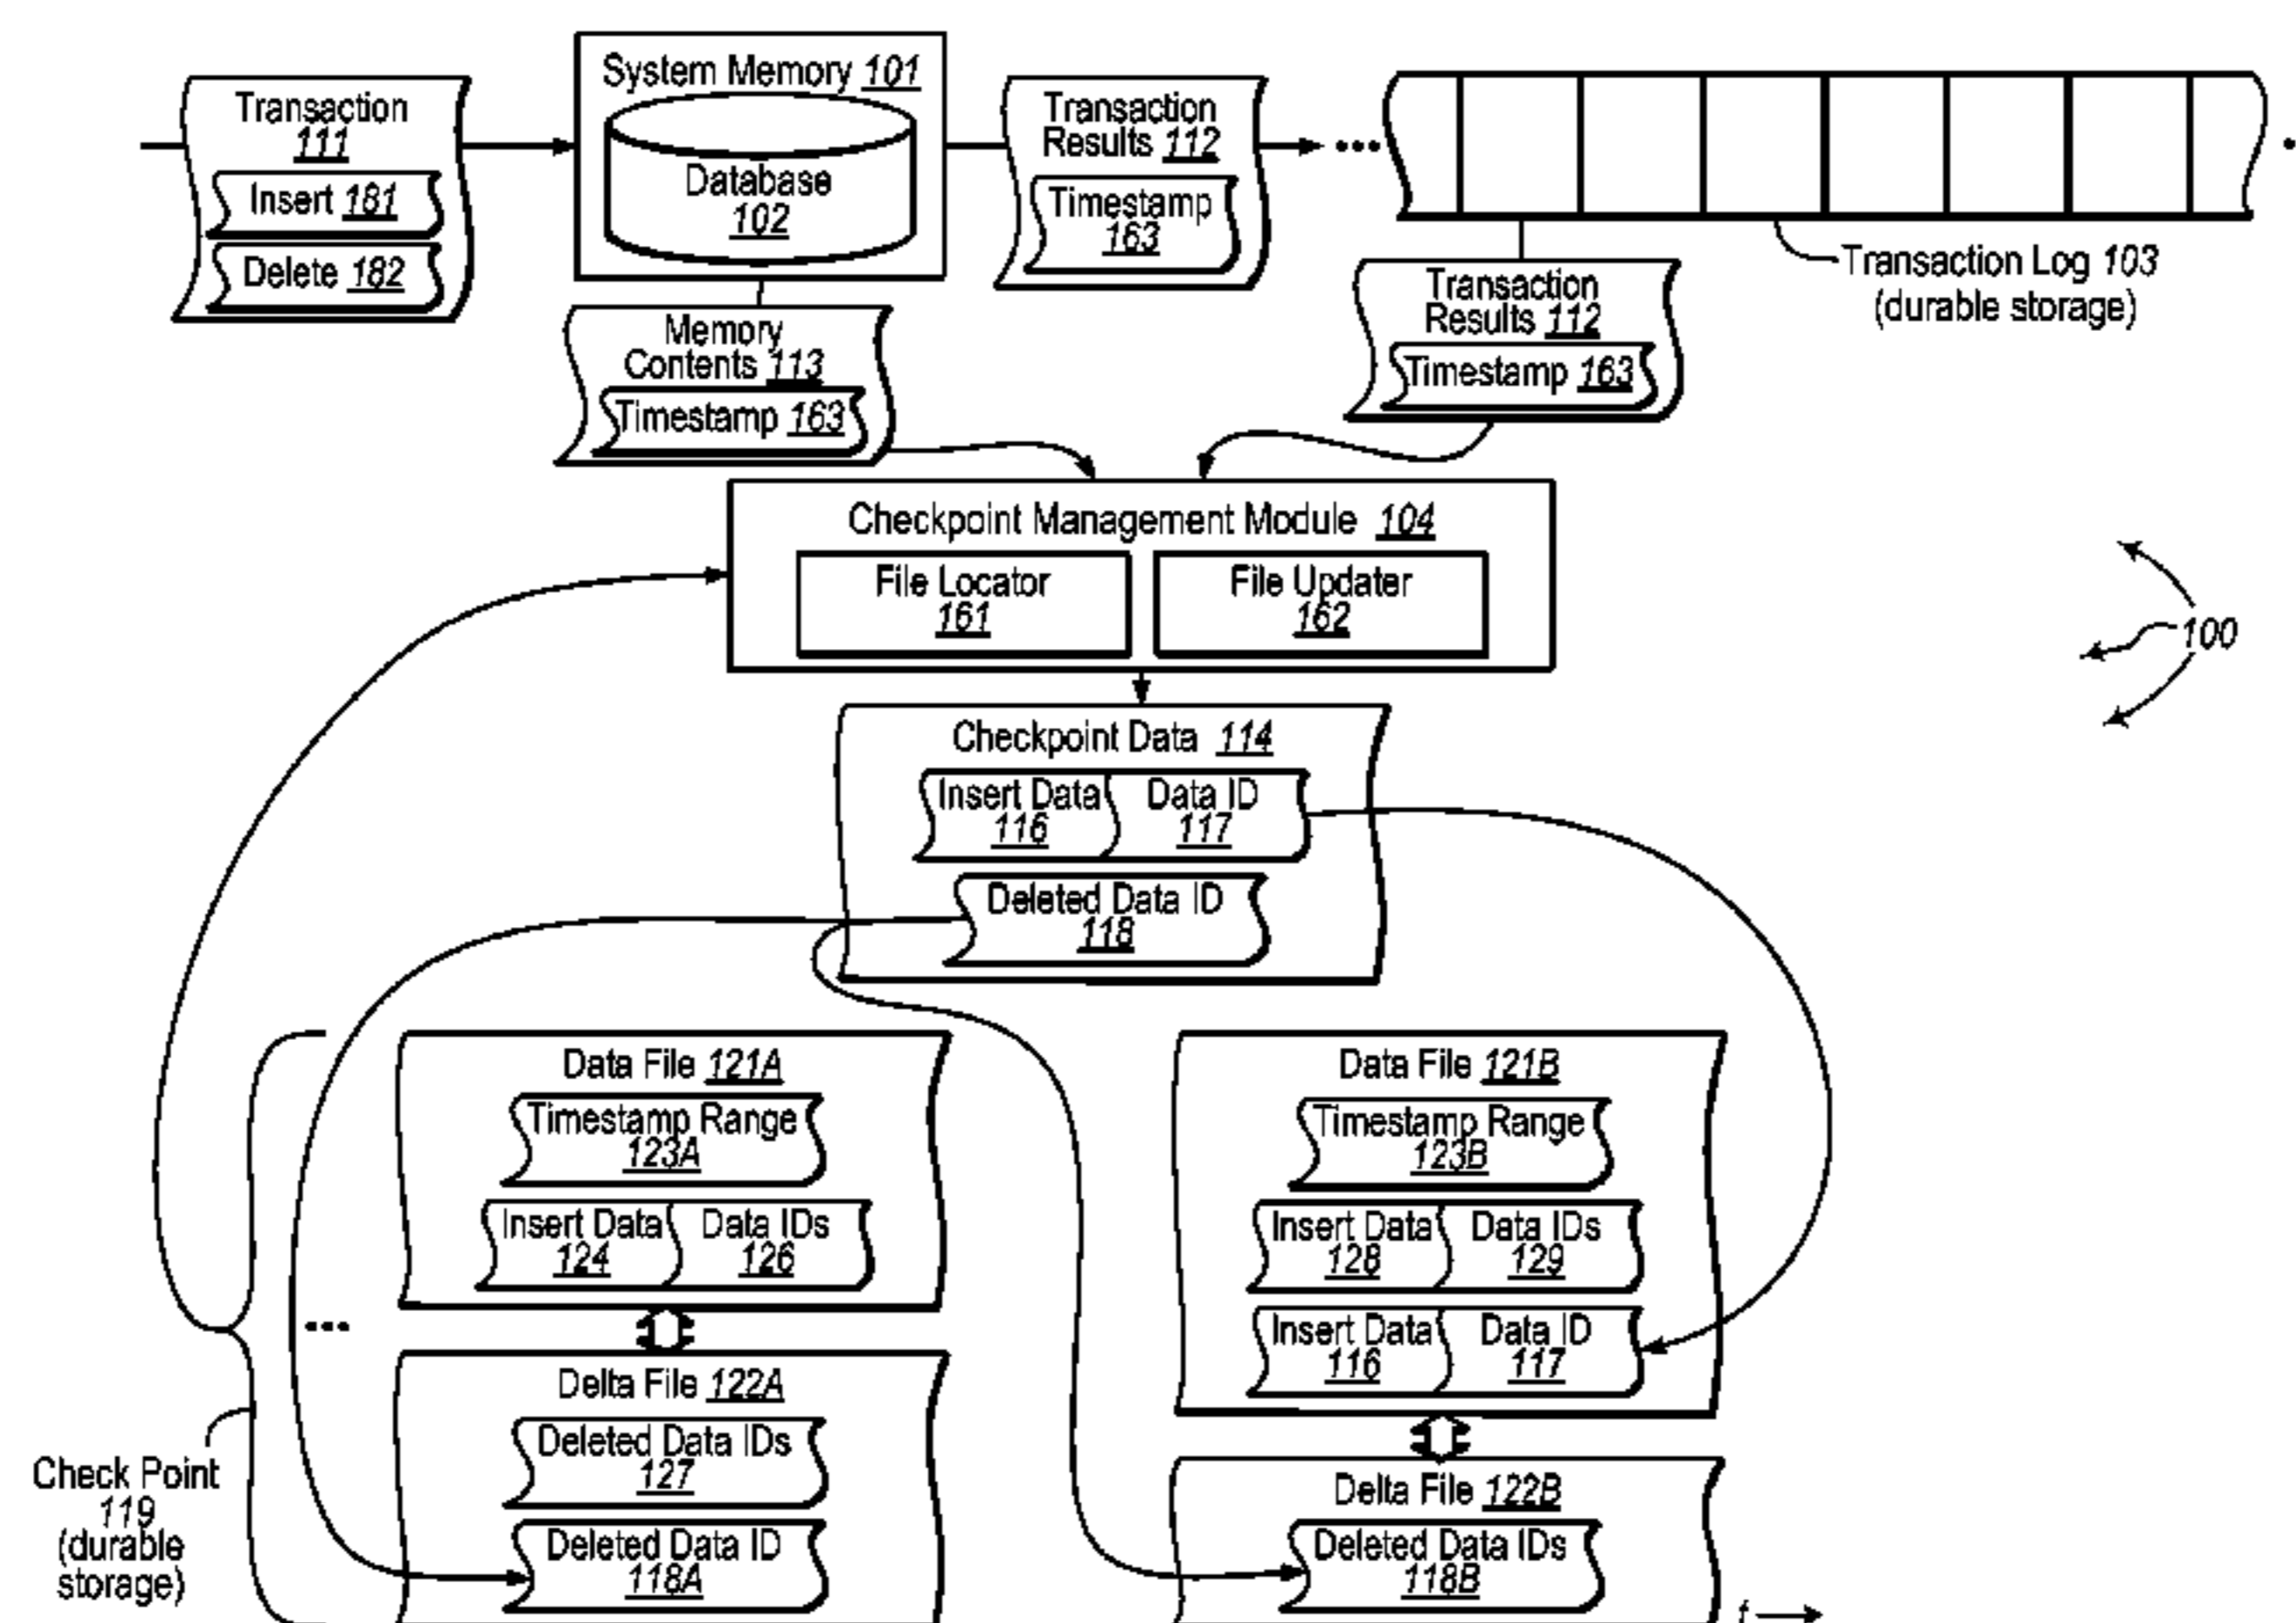 Transaction
111
Insert 181
Delete 182
System Memory 101
Database
102
Transaction
Results 112
Timestamp
163
...
Transaction Log 103
(durable storage)
Memory
Contents 113
Timestamp 163
Transaction
Results 112
Timestamp 163
Checkpoint Management Module 104
File Locator
161
File Updater
162
100
Checkpoint Data 114
Insert Data
116
Data ID
117
Deleted Data ID
118
Data File 121A
Timestamp Range
123A
Insert Data
124
Data IDs
126
Data File 121B
Timestamp Range
123B
Insert Data
128
Data IDs
129
Insert Data
116
Data ID
117
...
Delta File 122A
Deleted Data IDs
127
Deleted Data ID
118A
Delta File 122B
Deleted Data IDs
118B
Check Point
119
(durable
storage)
t